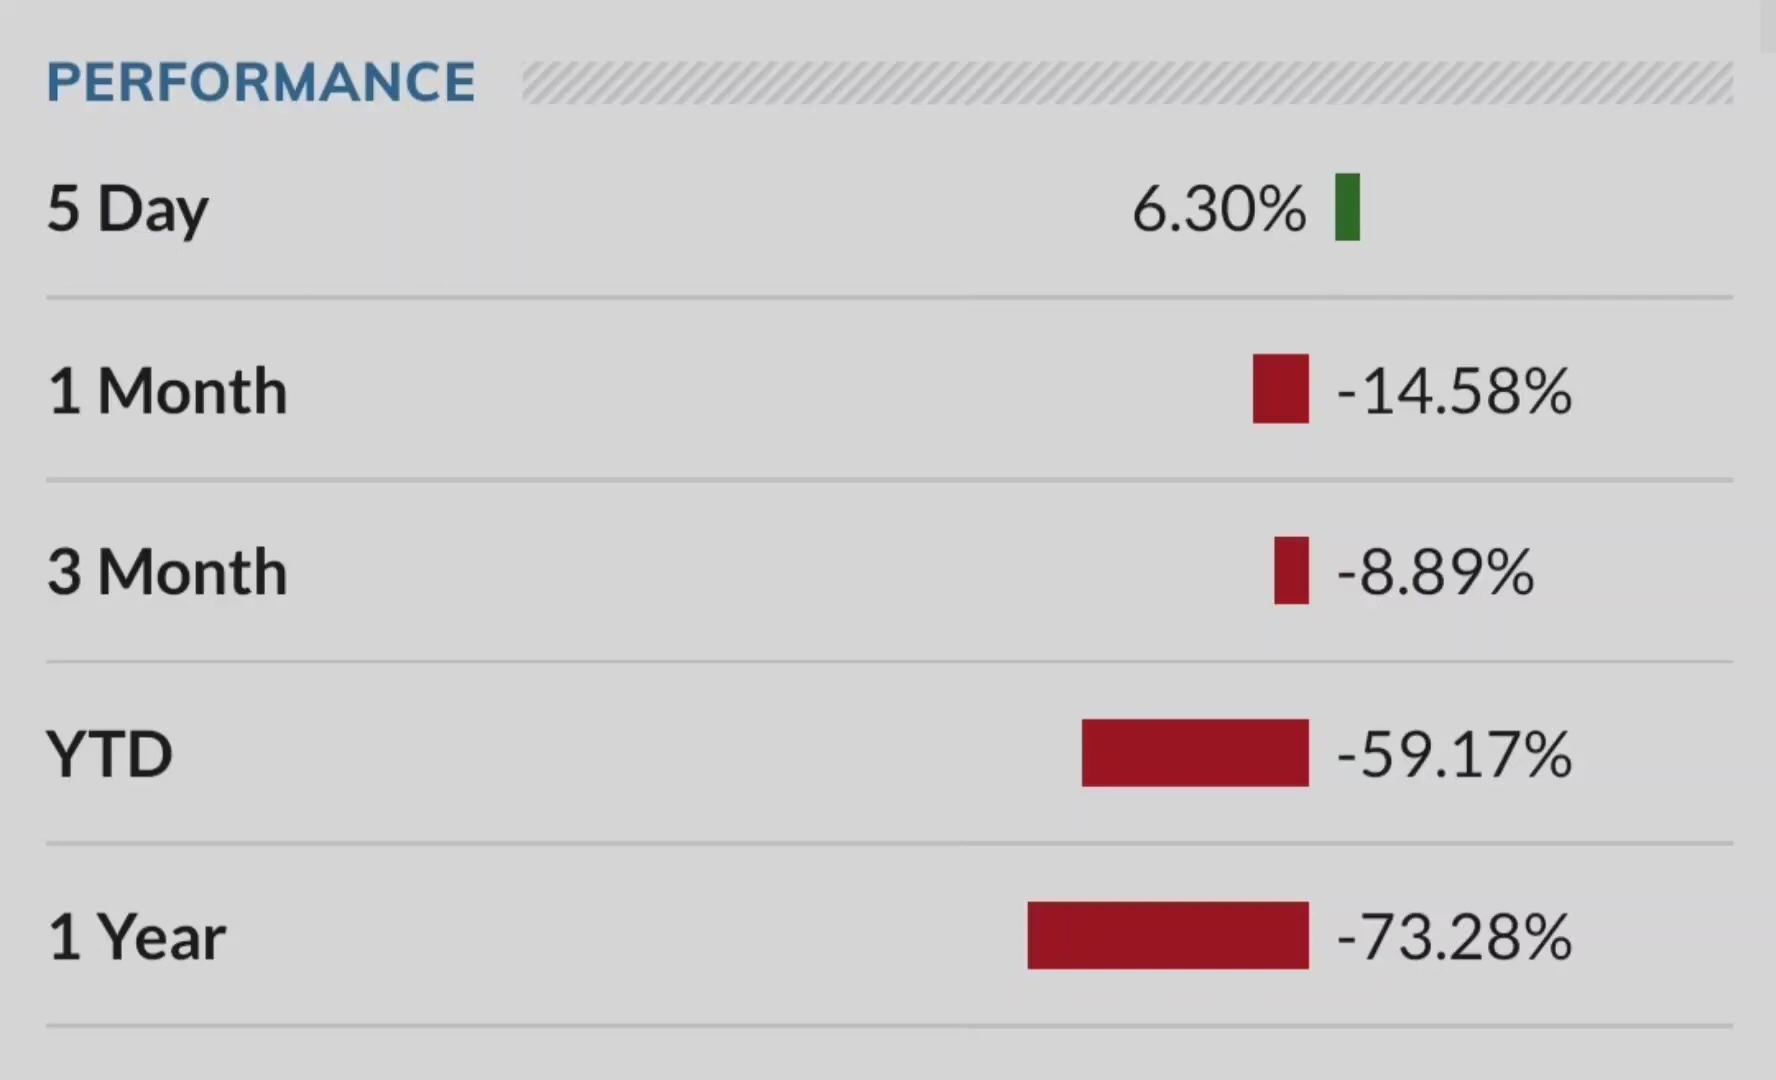 PERFORMANCE
5 Day 6.30%
1 Month -14.58%
3 Month -8.89%
YTD -59.17%
1 Year -73.28%